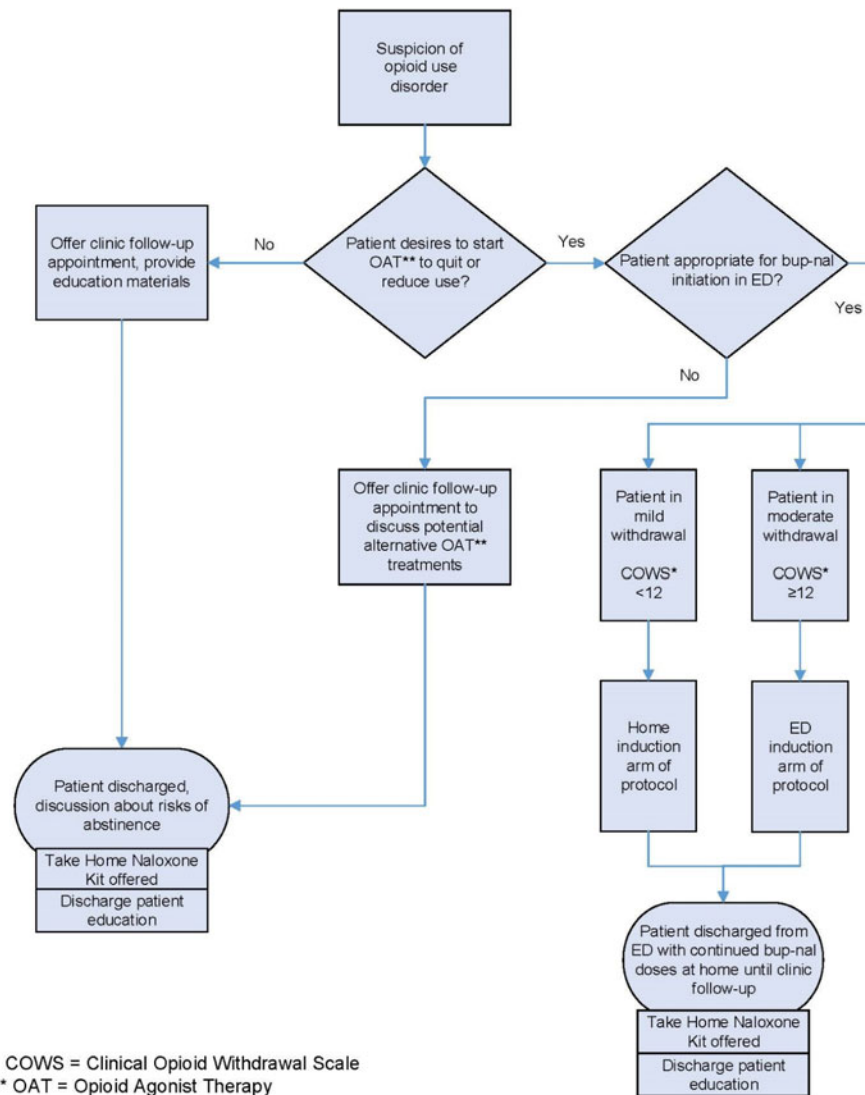 Suspicion of
opioid use
disorder
Offer clinic follow-up
appointment, provide
education materials
No
Patient desires to start
OAT** to quit or
reduce use?
Yes
Patient appropriate for bup-nal
initiation in ED?
Yes
No
Offer clinic follow-up
appointment to
discuss potential
alternative OAT**
treatments
Patient in
mild
withdrawal
COWS*
<12
Patient in
moderate
withdrawal
COWS*
≥12
Home
induction
arm of
protocol
ED
induction
arm of
protocol
Patient discharged,
discussion about risks of
abstinence
Take Home Naloxone
Kit offered
Discharge patient
education
Patient discharged from
ED with continued bup-nal
doses at home until clinic
follow-up
Take Home Naloxone
Kit offered
Discharge patient
education
COWS = Clinical Opioid Withdrawal Scale
* OAT = Opioid Agonist Therapy